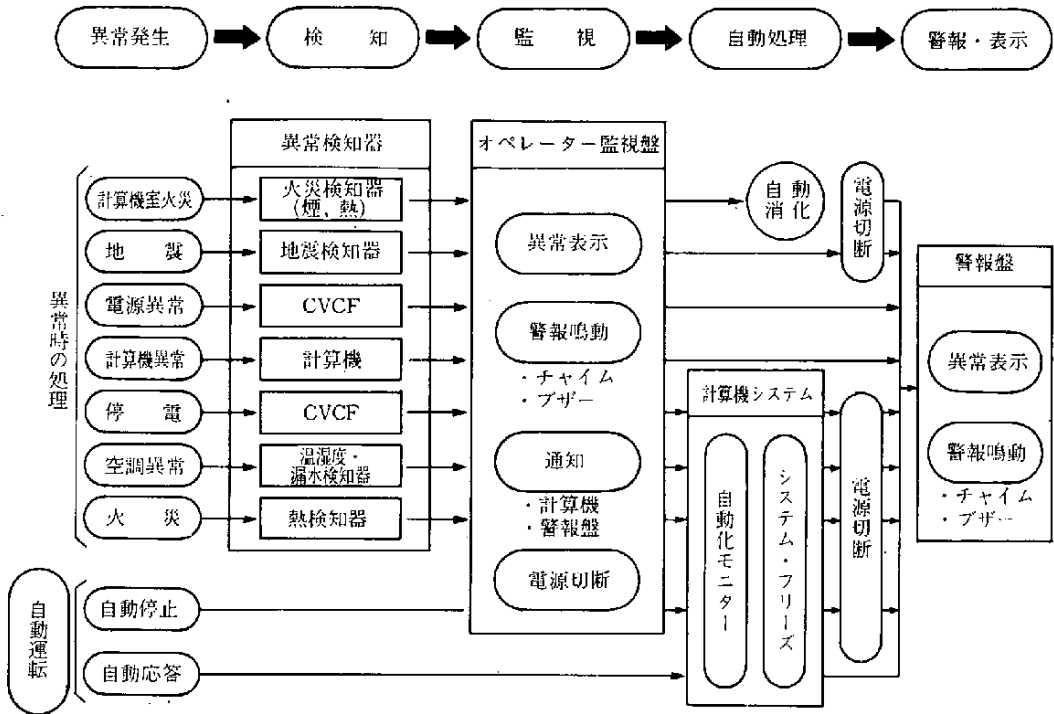 異常発生
検知
監視
自動処理
警報・表示
異常検知器
オペレーター監視盤
異常時の処理
計算機室火災
火災検知器
(煙, 熱)
自動
消化
電源切断
地震
地震検知器
異常表示
電源異常
CVCF
警報鳴動
・チャイム
・ブザー
計算機異常
計算機
停電
CVCF
空調異常
温湿度・
漏水検知器
通知
・計算機
・警報盤
火災
熱検知器
電源切断
計算機システム
自動化モニター
システム・フリーズ
電源切断
警報盤
異常表示
警報鳴動
・チャイム
・ブザー
自動運転
自動停止
自動応答